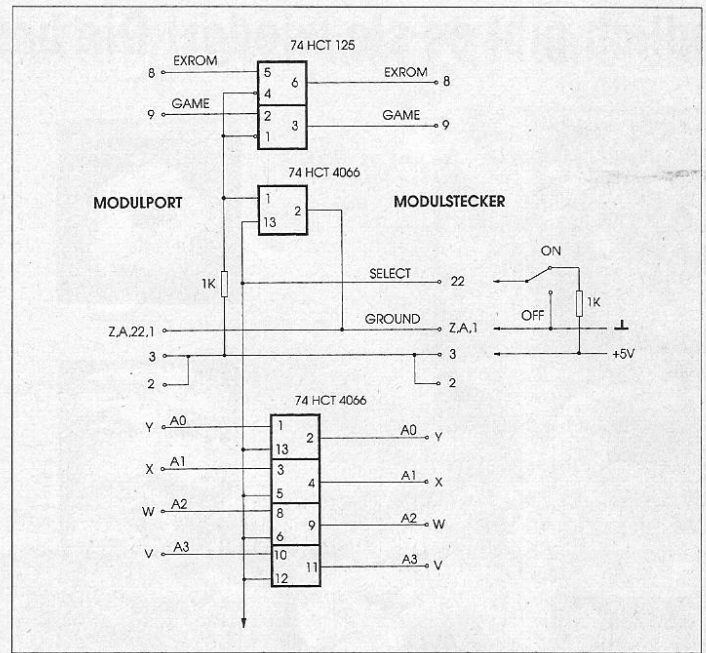 74 HCT 125
8 EXROM 5 6 EXROM 8
4
9 GAME 2 3 GAME 9
1
74 HCT 4066
MODULPORT 1 2 MODULSTECKER
13
ON
1K SELECT 22 1K
OFF
Z,A,22,1 GROUND Z,A,1
3 3 +5V
2 2
74 HCT 4066
Y A0 1 2 A0 Y
13
X A1 3 4 A1 X
5
W A2 8 9 A2 W
6
V A3 10 11 A3 V
12